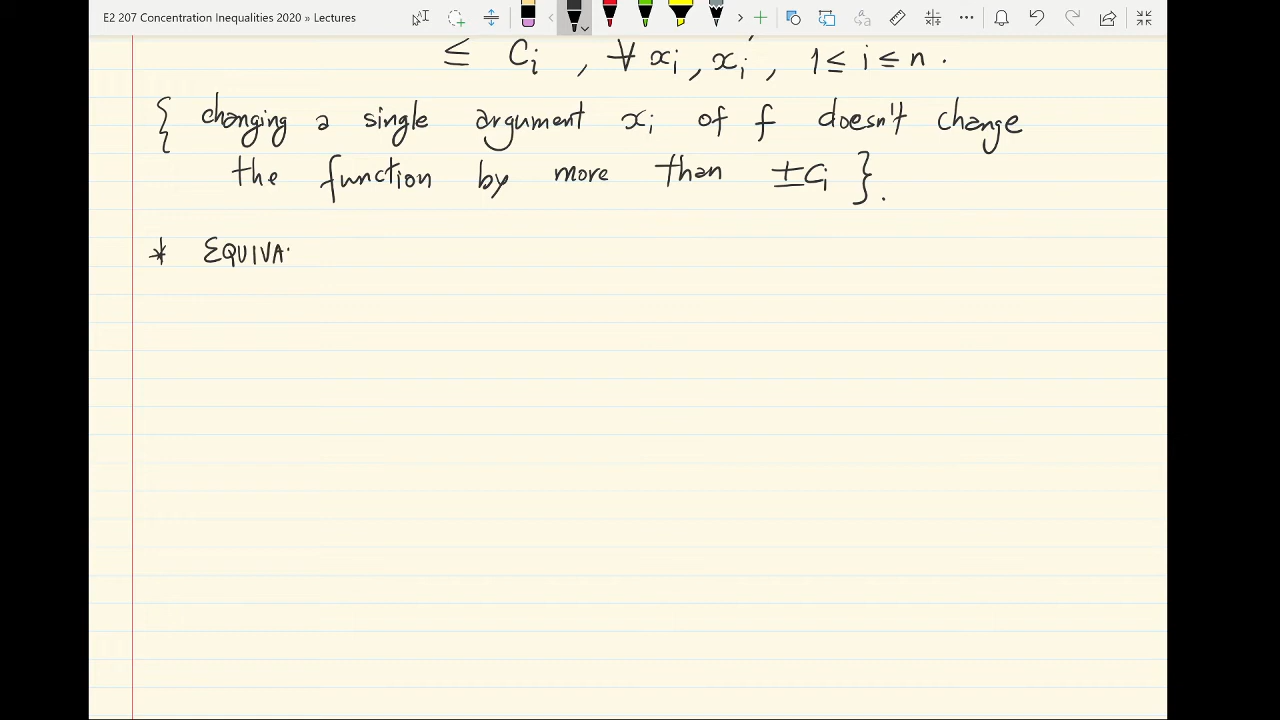 E2 207 Concentration Inequalities 2020 » Lectures
≤ Ci , ∀ xi , xi', 1 ≤ i ≤ n .
{ changing a single argument xi of f doesn't change
the function by more than ±Ci } .
* EQUIVA